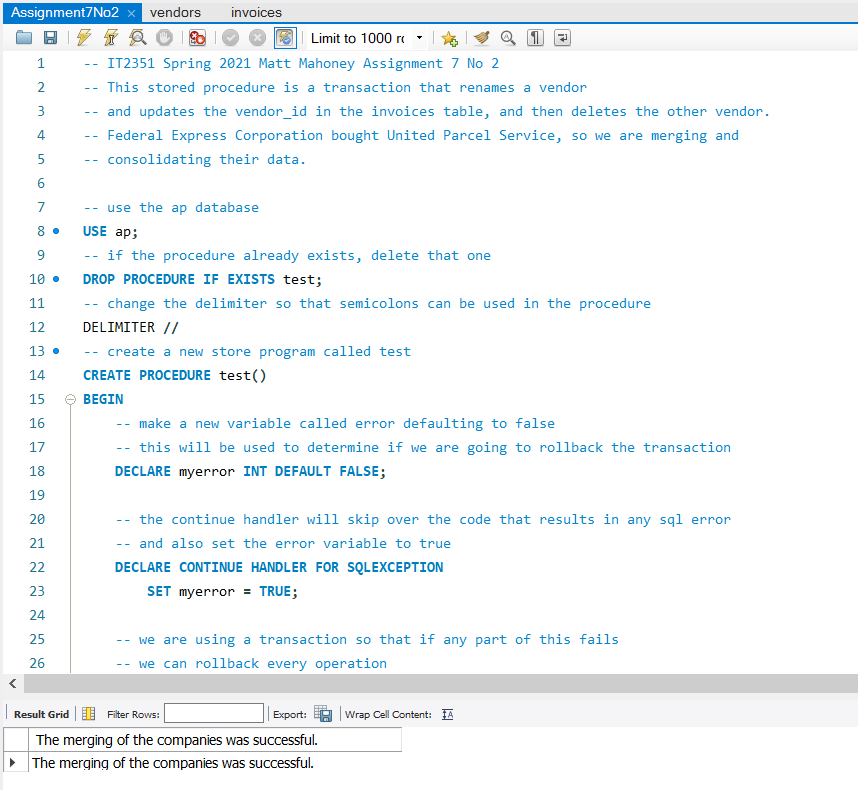 Assignment7No2 × vendors invoices
Limit to 1000 rc
1 -- IT2351 Spring 2021 Matt Mahoney Assignment 7 No 2
2 -- This stored procedure is a transaction that renames a vendor
3 -- and updates the vendor_id in the invoices table, and then deletes the other vendor.
4 -- Federal Express Corporation bought United Parcel Service, so we are merging and
5 -- consolidating their data.
6
7 -- use the ap database
8 USE ap;
9 -- if the procedure already exists, delete that one
10 DROP PROCEDURE IF EXISTS test;
11 -- change the delimiter so that semicolons can be used in the procedure
12 DELIMITER //
13 -- create a new store program called test
14 CREATE PROCEDURE test()
15 BEGIN
16 -- make a new variable called error defaulting to false
17 -- this will be used to determine if we are going to rollback the transaction
18 DECLARE myerror INT DEFAULT FALSE;
19
20 -- the continue handler will skip over the code that results in any sql error
21 -- and also set the error variable to true
22 DECLARE CONTINUE HANDLER FOR SQLEXCEPTION
23 SET myerror = TRUE;
24
25 -- we are using a transaction so that if any part of this fails
26 -- we can rollback every operation
Result Grid Filter Rows: Export: Wrap Cell Content: IA
The merging of the companies was successful.
The merging of the companies was successful.